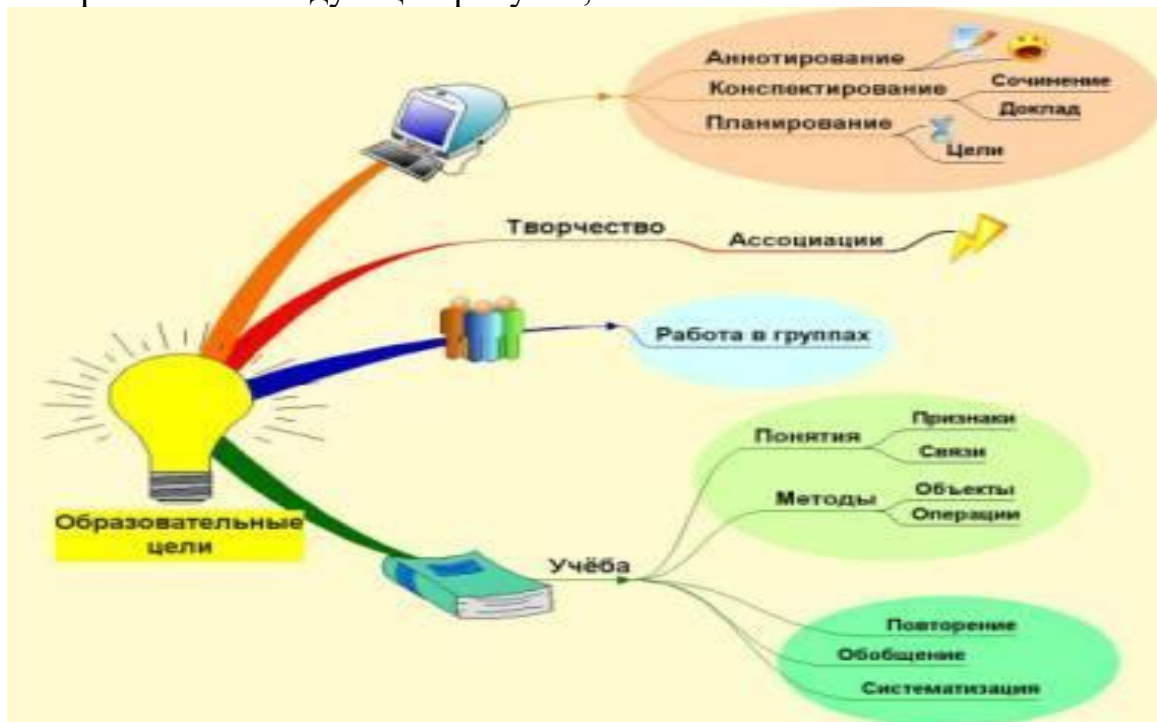 Аннотирование
Конспектирование
Сочинение
Доклад
Планирование
Цели
Творчество
Ассоциации
Работа в группах
Понятия
Признаки
Связи
Методы
Объекты
Операции
Образовательные
цели
Учёба
Повторение
Обобщение
Систематизация